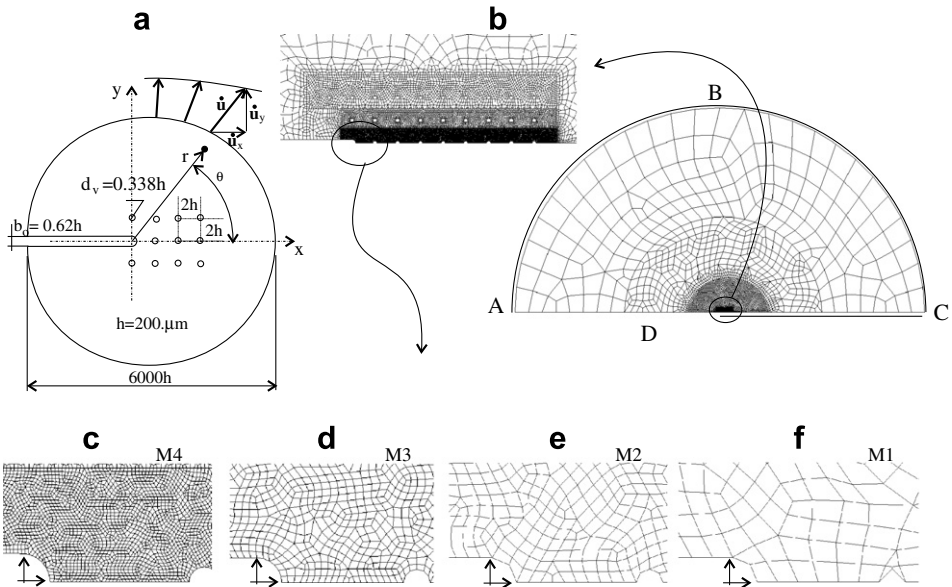 a
b
y
u̇
u̇y
u̇x
r
θ
dv=0.338h
2h
bo= 0.62h
2h
x
h=200.μm
6000h
B
A
C
D
c
M4
d
M3
e
M2
f
M1